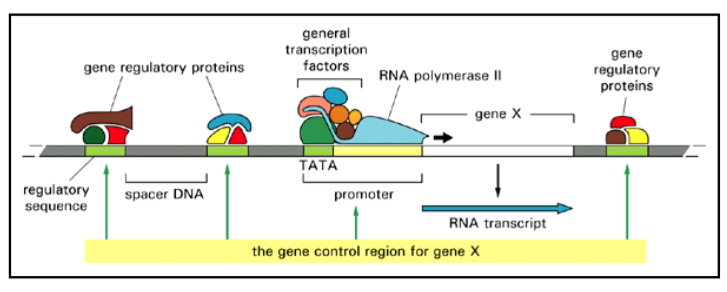 general
transcription
factors
gene regulatory proteins
RNA polymerase II
gene
regulatory
proteins
gene X
TATA
regulatory
sequence
spacer DNA
promoter
RNA transcript
the gene control region for gene X